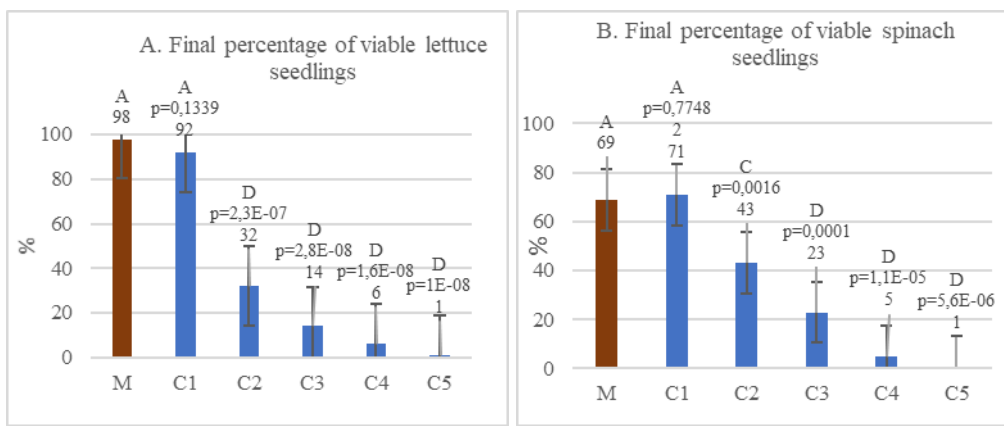 A. Final percentage of viable lettuce
seedlings
A
98
A
p=0,1339
92
D
p=2,3E-07
32
D
p=2,8E-08
14
D
p=1,6E-08
6
D
p=1E-08
1
100
80
60
40
20
0
%
M C1 C2 C3 C4 C5
B. Final percentage of viable spinach
seedlings
A
69
A
p=0,7748
2
71
C
p=0,0016
43
D
p=0,0001
23
D
p=1,1E-05
5
D
p=5,6E-06
1
100
80
60
40
20
0
%
M C1 C2 C3 C4 C5